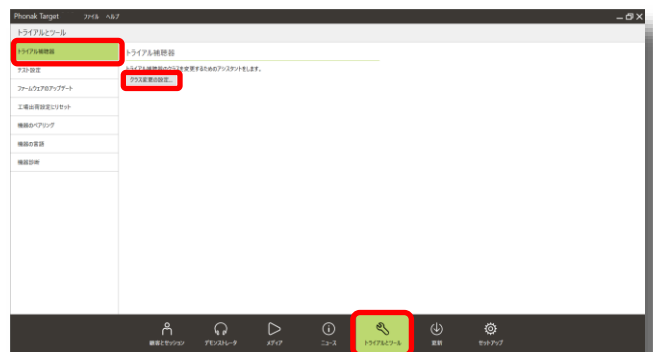 Phonak Target ファイル ヘルプ
トライアルとツール
トライアル補聴器
テスト設定
ファームウェアのアップデート
工場出荷設定にリセット
機器のペアリング
機器の言語
機器診断
トライアル補聴器
トライアル補聴器のクラスを変更するためのアシスタントをします。
クラス変更の設定...
顧客とセッション
デモンストレータ
メディア
ニュース
トライアルとツール
更新
セットアップ